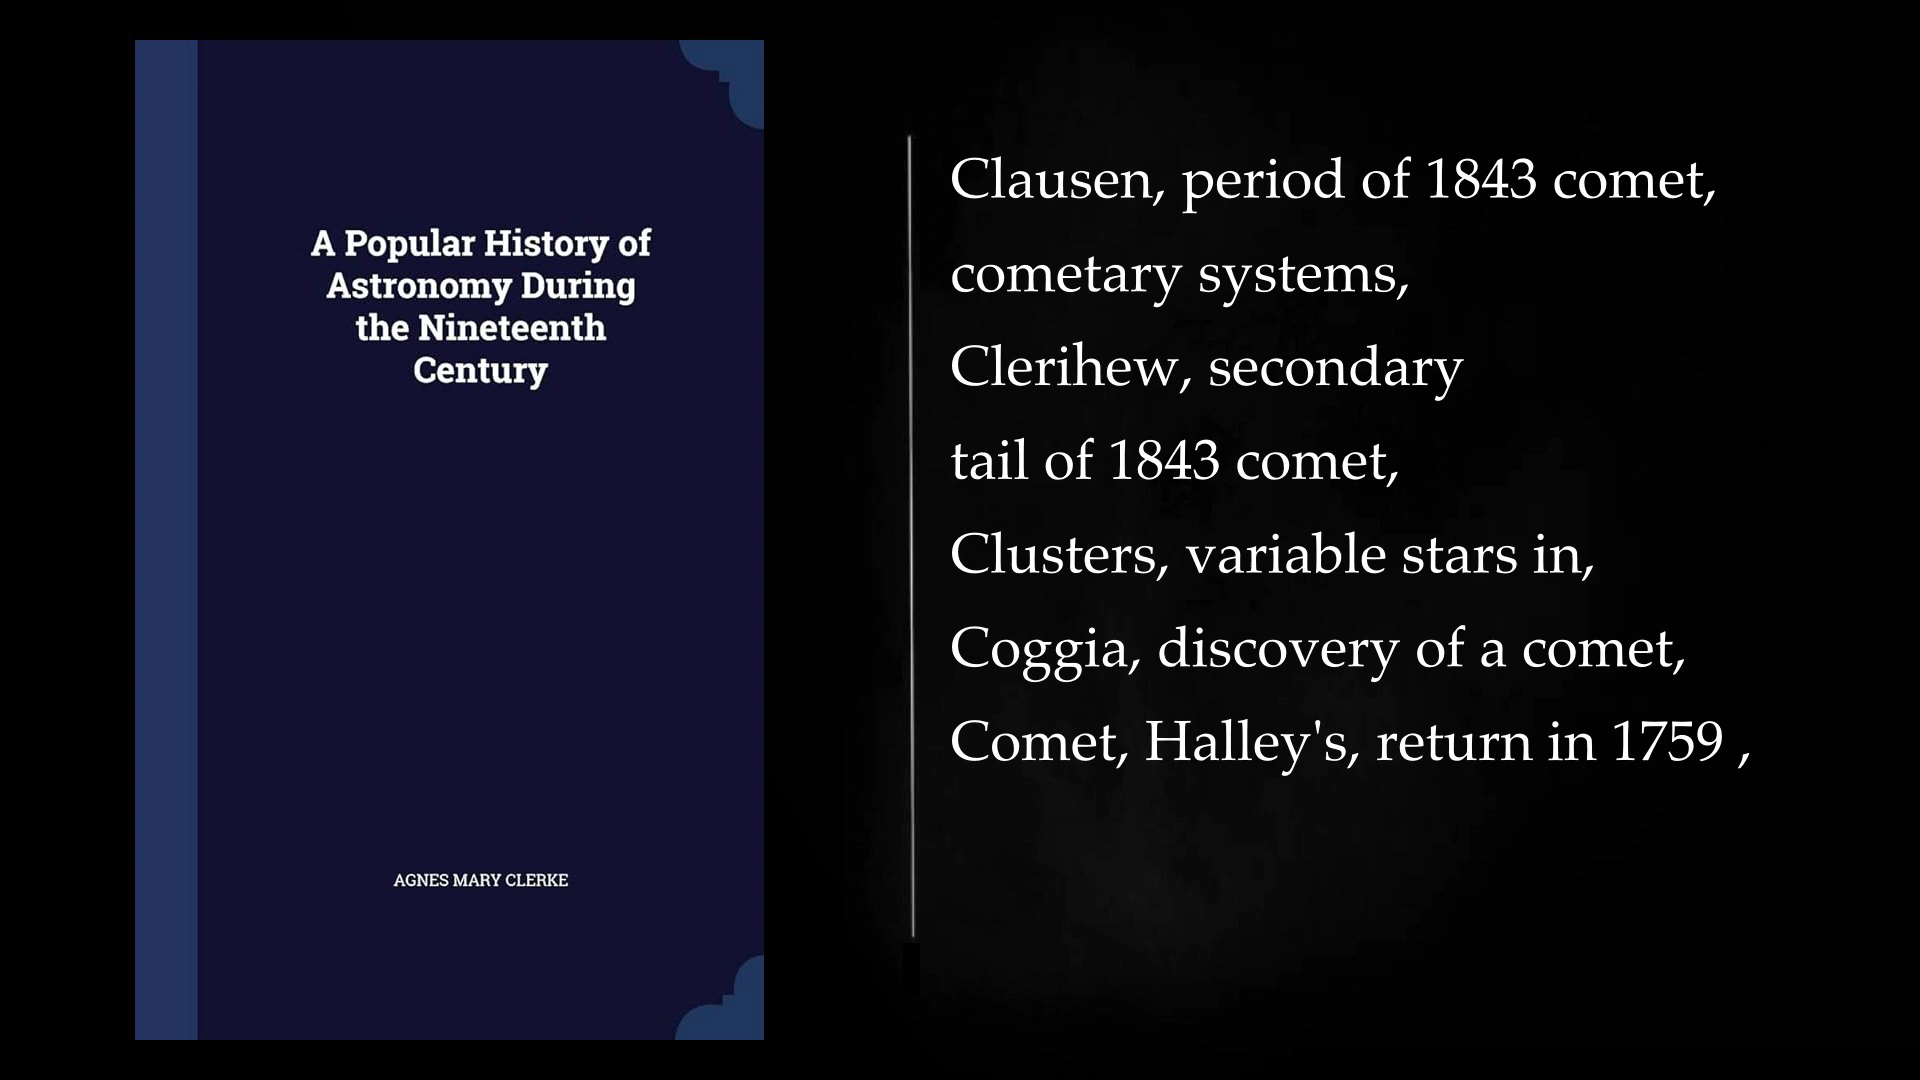 A Popular History of
Astronomy During
the Nineteenth
Century
AGNES MARY CLERKE
Clausen, period of 1843 comet,
cometary systems,
Clerihew, secondary
tail of 1843 comet,
Clusters, variable stars in,
Coggia, discovery of a comet,
Comet, Halley's, return in 1759 ,